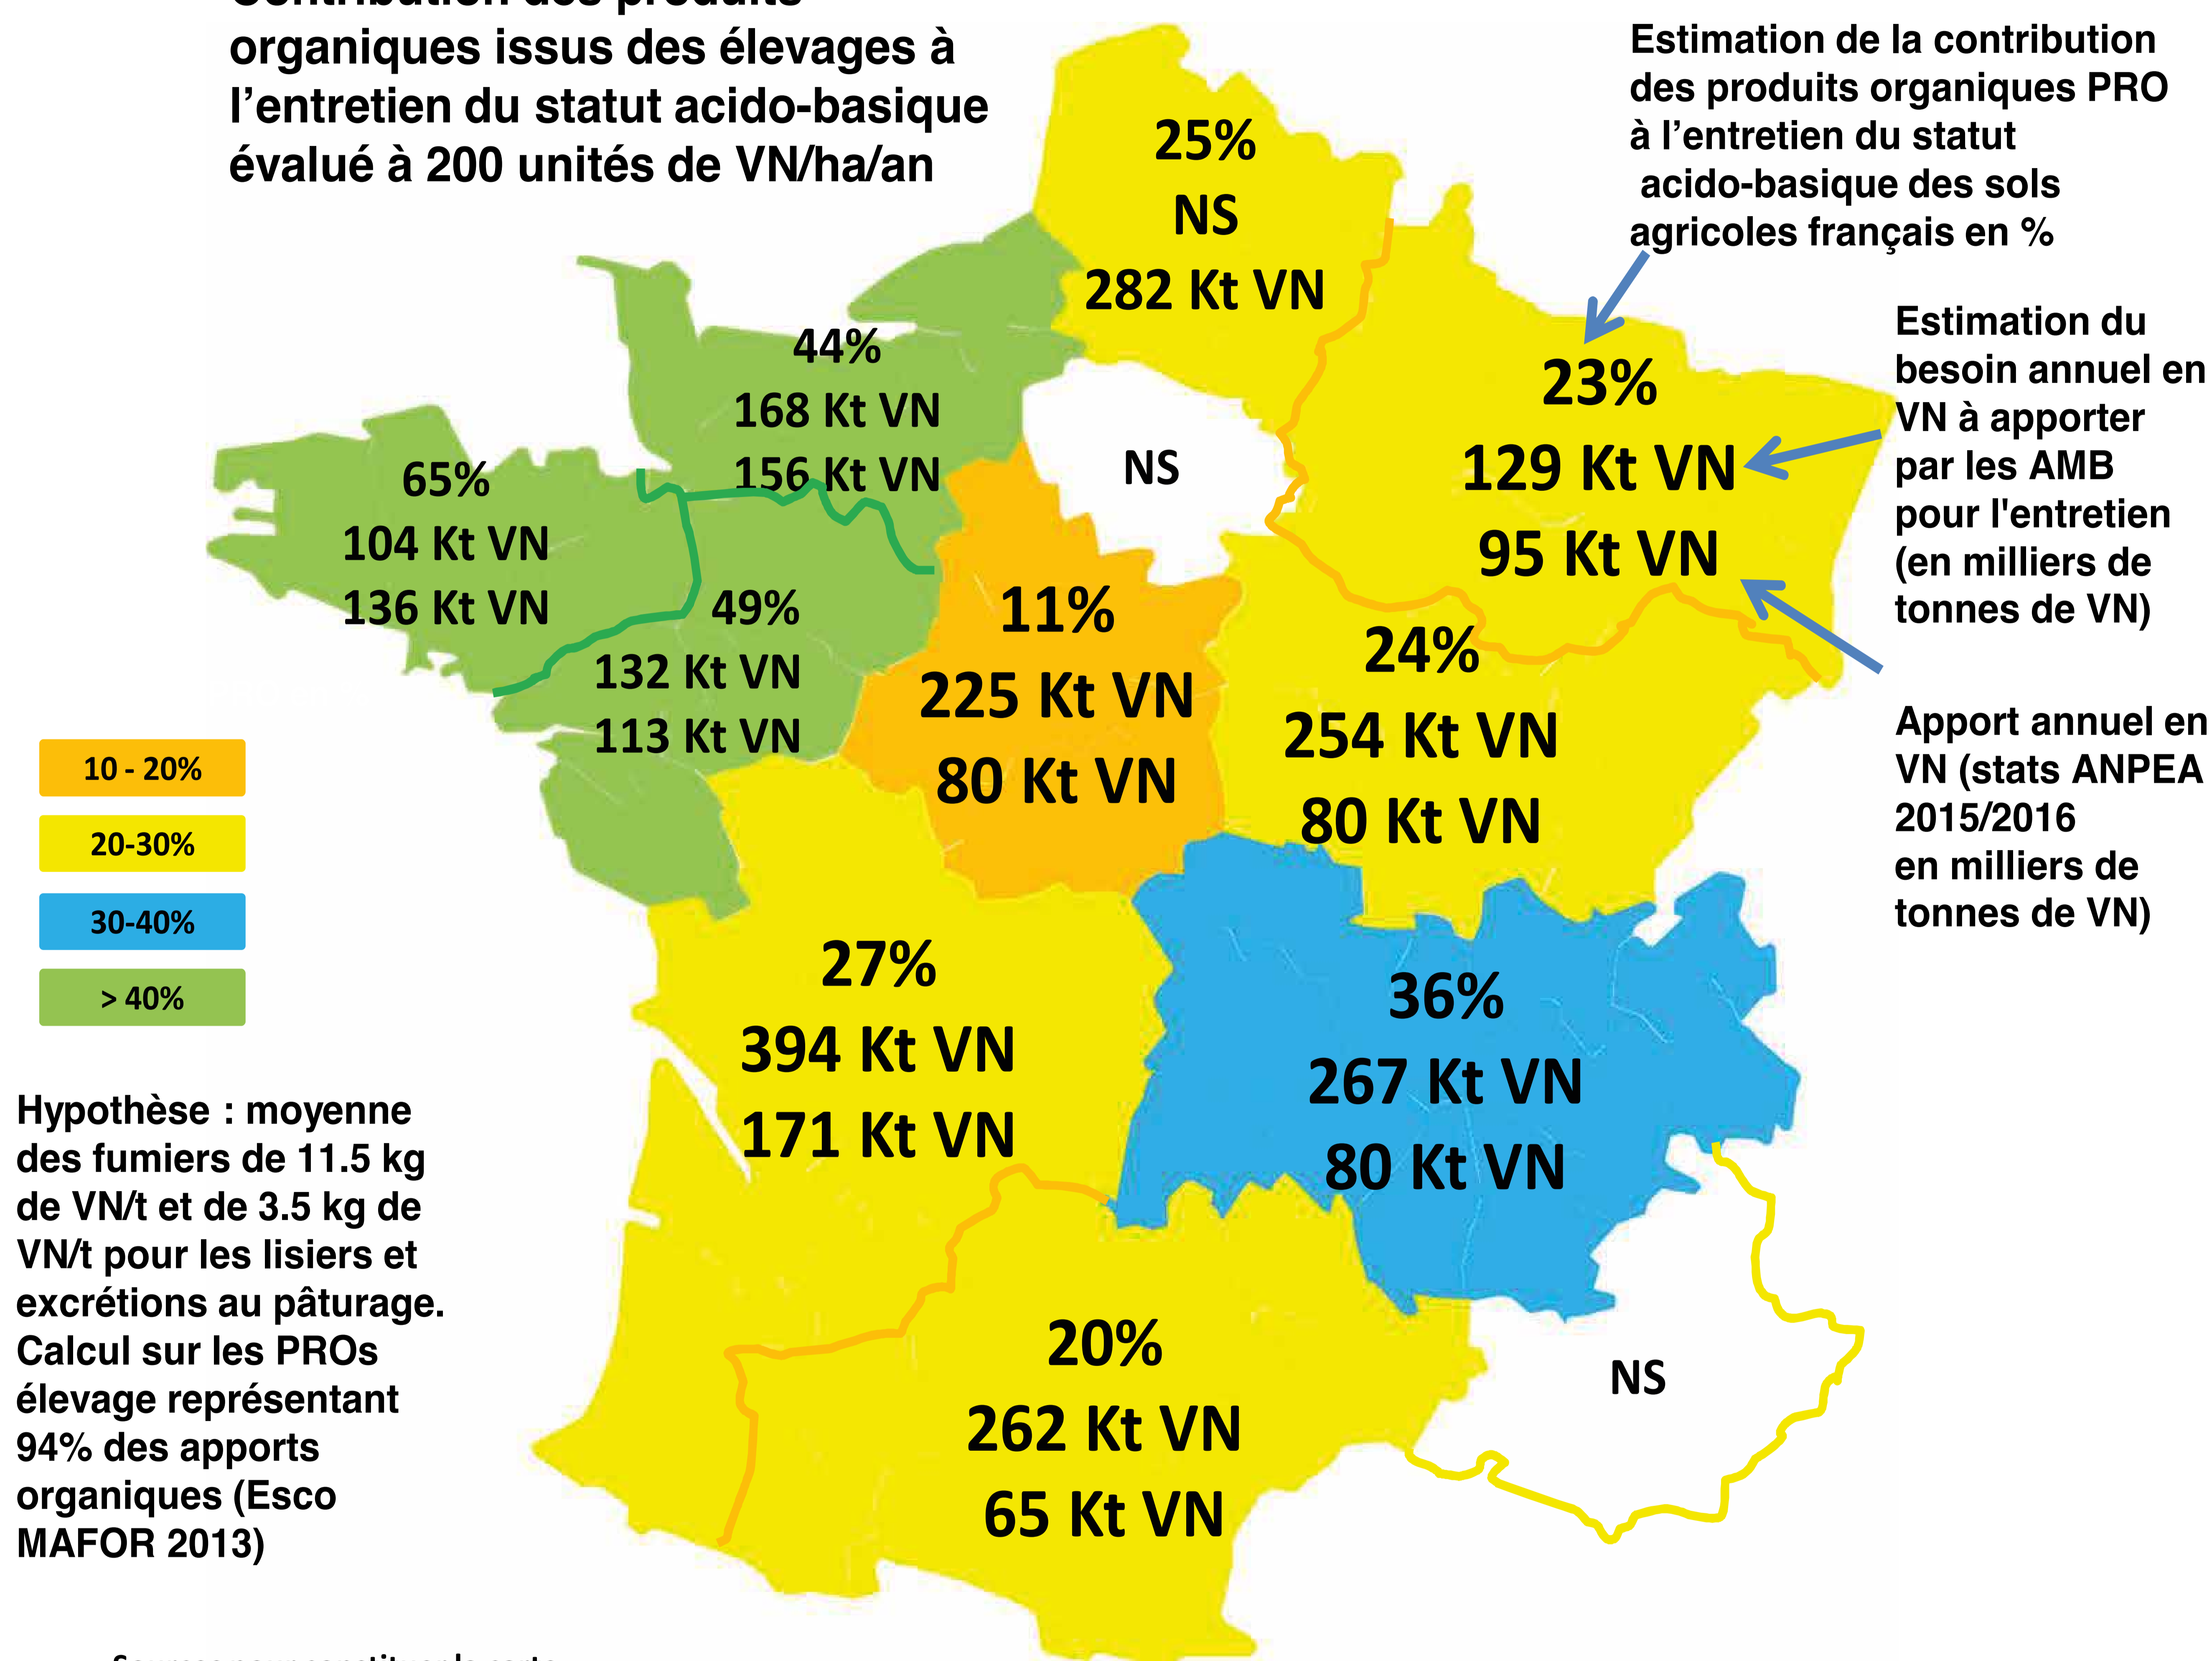 Contribution des produits
organiques issus des élevages à
l’entretien du statut acido-basique
évalué à 200 unités de VN/ha/an
Estimation de la contribution
des produits organiques PRO
à l’entretien du statut
acido-basique des sols
agricoles français en %
Estimation du
besoin annuel en
VN à apporter
par les AMB
pour l'entretien
(en milliers de
tonnes de VN)
Apport annuel en
VN (stats ANPEA
2015/2016
en milliers de
tonnes de VN)
25%
NS
282 Kt VN
23%
129 Kt VN
95 Kt VN
44%
168 Kt VN
156 Kt VN
NS
65%
104 Kt VN
136 Kt VN
49%
132 Kt VN
113 Kt VN
11%
225 Kt VN
80 Kt VN
24%
254 Kt VN
80 Kt VN
10 - 20%
20-30%
30-40%
> 40%
27%
394 Kt VN
171 Kt VN
36%
267 Kt VN
80 Kt VN
20%
262 Kt VN
65 Kt VN
NS
Hypothèse : moyenne
des fumiers de 11.5 kg
de VN/t et de 3.5 kg de
VN/t pour les lisiers et
excrétions au pâturage.
Calcul sur les PROs
élevage représentant
94% des apports
organiques (Esco
MAFOR 2013)
Sources pour constituer la carte